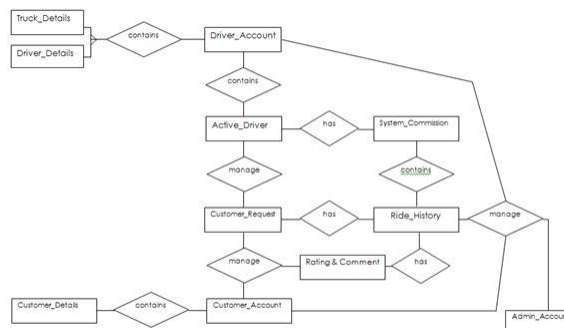 Truck_Details
contains
Driver_Account
Driver_Details
contains
Active_Driver
has
System_Commission
manage
contains
Customer_Request
has
Ride_History
manage
manage
Rating & Comment
has
Customer_Details
contains
Customer_Account
Admin_Accou